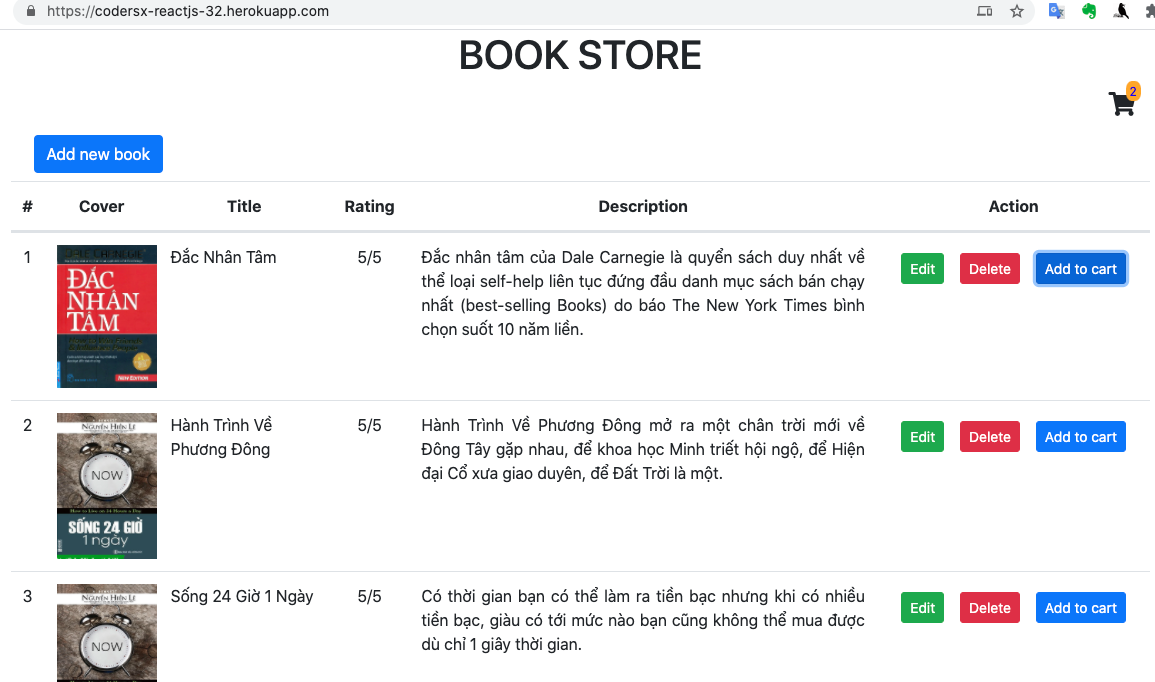 https://codersx-reactjs-32.herokuapp.com
BOOK STORE
2
Add new book
# Cover Title Rating Description Action
1 Đắc Nhân Tâm 5/5 Đắc nhân tâm của Dale Carnegie là quyển sách duy nhất về Edit Delete Add to cart
thể loại self-help liên tục đứng đầu danh mục sách bán chạy
nhất (best-selling Books) do báo The New York Times bình
chọn suốt 10 năm liền.
ĐẮC
NHÂN
TÂM
NEW EDITION
2 Hành Trình Về 5/5 Hành Trình Về Phương Đông mở ra một chân trời mới về Edit Delete Add to cart
Phương Đông Đông Tây gặp nhau, để khoa học Minh triết hội ngộ, để Hiện
đại Cổ xưa giao duyên, để Đất Trời là một.
NGUYỄN HIẾN LÊ
NOW
How to Live on 24 Hours a Day
SỐNG 24 GIỜ
1 ngày
3 Sống 24 Giờ 1 Ngày 5/5 Có thời gian bạn có thể làm ra tiền bạc nhưng khi có nhiều Edit Delete Add to cart
tiền bạc, giàu có tới mức nào bạn cũng không thể mua được
dù chỉ 1 giây thời gian.
NGUYỄN HIẾN LÊ
NOW